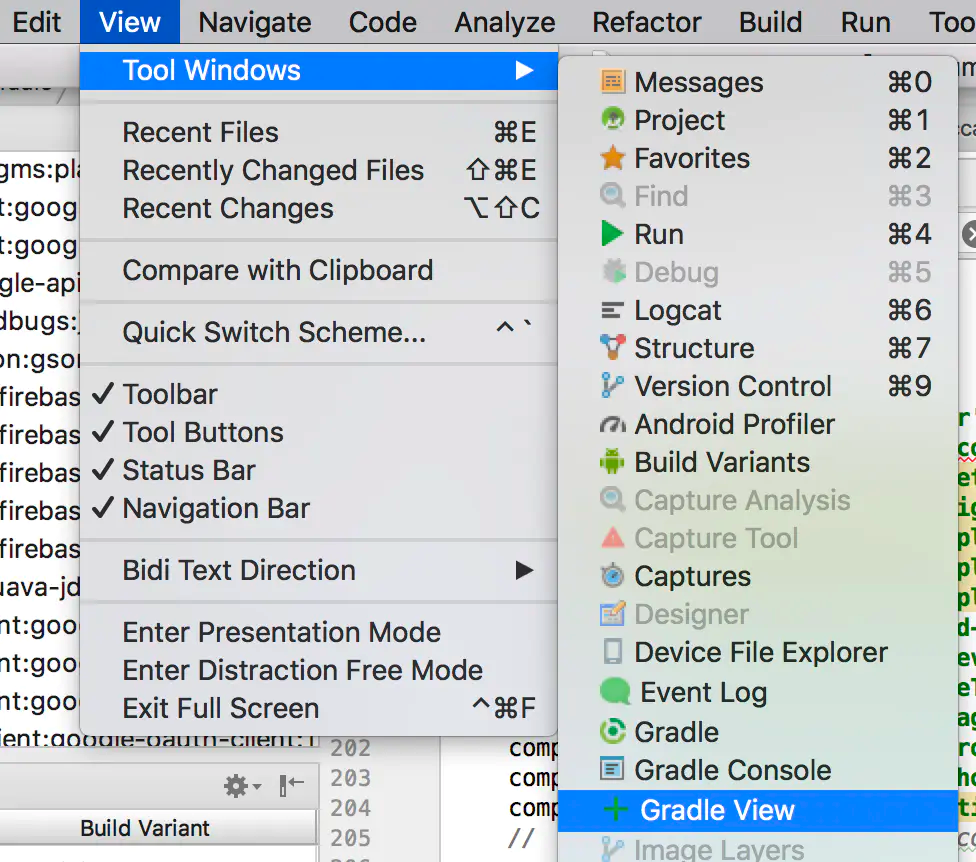 Edit View Navigate Code Analyze Refactor Build Run Too
Tool Windows
Recent Files ⌘E
Recently Changed Files ⇧⌘E
Recent Changes ⌥⇧C
Compare with Clipboard
Quick Switch Scheme... ^`
✓ Toolbar
✓ Tool Buttons
✓ Status Bar
✓ Navigation Bar
Bidi Text Direction
Enter Presentation Mode
Enter Distraction Free Mode
Exit Full Screen ^⌘F
Messages ⌘0
Project ⌘1
Favorites ⌘2
Find ⌘3
Run ⌘4
Debug ⌘5
Logcat ⌘6
Structure ⌘7
Version Control ⌘9
Android Profiler
Build Variants
Capture Analysis
Capture Tool
Captures
Designer
Device File Explorer
Event Log
Gradle
Gradle Console
Gradle View
Image Layers
gms:pla
t:goog
t:goog
gle-api
dbugs:j
on:gson
firebas
firebas
firebas
firebas
firebas
uava-jd
nt:goo
nt:goo
nt:goo
ient:google-oauth-client:1
202 comp
203 comp
204 comp
205 //
Build Variant